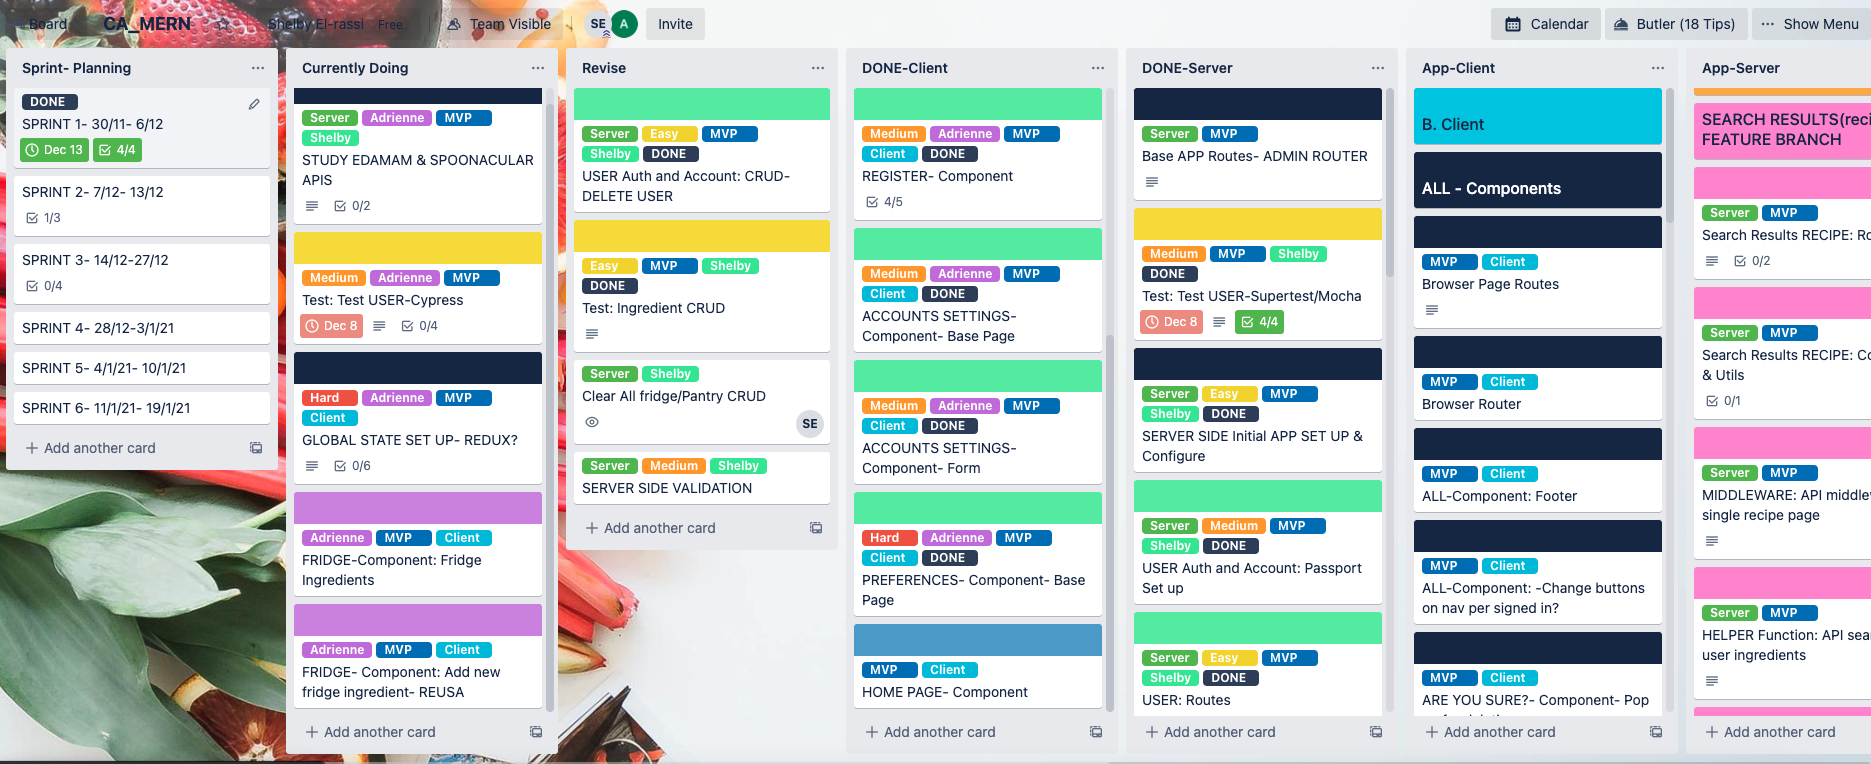 Board
CA_MERN
Shelby El-rassi Free
Team Visible
SE A
Invite
Calendar
Butler (18 Tips)
Show Menu
Sprint- Planning
DONE
SPRINT 1- 30/11- 6/12
Dec 13 4/4
SPRINT 2- 7/12- 13/12
1/3
SPRINT 3- 14/12-27/12
0/4
SPRINT 4- 28/12-3/1/21
SPRINT 5- 4/1/21- 10/1/21
SPRINT 6- 11/1/21- 19/1/21
Add another card
Currently Doing
Server Adrienne MVP
Shelby
STUDY EDAMAM & SPOONACULAR
APIS
0/2
Medium Adrienne MVP
Test: Test USER-Cypress
Dec 8 0/4
Hard Adrienne MVP
Client
GLOBAL STATE SET UP- REDUX?
0/6
Adrienne MVP Client
FRIDGE-Component: Fridge
Ingredients
Adrienne MVP Client
FRIDGE- Component: Add new
fridge ingredient- REUSA
Add another card
Revise
Server Easy MVP
Shelby DONE
USER Auth and Account: CRUD-
DELETE USER
Easy MVP Shelby
DONE
Test: Ingredient CRUD
Server Shelby
Clear All fridge/Pantry CRUD
SE
Server Medium Shelby
SERVER SIDE VALIDATION
Add another card
DONE-Client
Medium Adrienne MVP
Client DONE
REGISTER- Component
4/5
Medium Adrienne MVP
Client DONE
ACCOUNTS SETTINGS-
Component- Base Page
Medium Adrienne MVP
Client DONE
ACCOUNTS SETTINGS-
Component- Form
Hard Adrienne MVP
Client DONE
PREFERENCES- Component- Base
Page
MVP Client
HOME PAGE- Component
Add another card
DONE-Server
Server MVP
Base APP Routes- ADMIN ROUTER
Medium MVP Shelby
DONE
Test: Test USER-Supertest/Mocha
Dec 8 4/4
Server Easy MVP
Shelby DONE
SERVER SIDE Initial APP SET UP &
Configure
Server Medium MVP
Shelby DONE
USER Auth and Account: Passport
Set up
Server Easy MVP
Shelby DONE
USER: Routes
Add another card
App-Client
B. Client
ALL - Components
MVP Client
Browser Page Routes
MVP Client
Browser Router
MVP Client
ALL-Component: Footer
MVP Client
ALL-Component: -Change buttons
on nav per signed in?
MVP Client
ARE YOU SURE?- Component- Pop
Add another card
App-Server
SEARCH RESULTS(reci
FEATURE BRANCH
Server MVP
Search Results RECIPE: Ro
0/2
Server MVP
Search Results RECIPE: Co
& Utils
0/1
Server MVP
MIDDLEWARE: API middlew
single recipe page
Server MVP
HELPER Function: API sea
user ingredients
Add another card